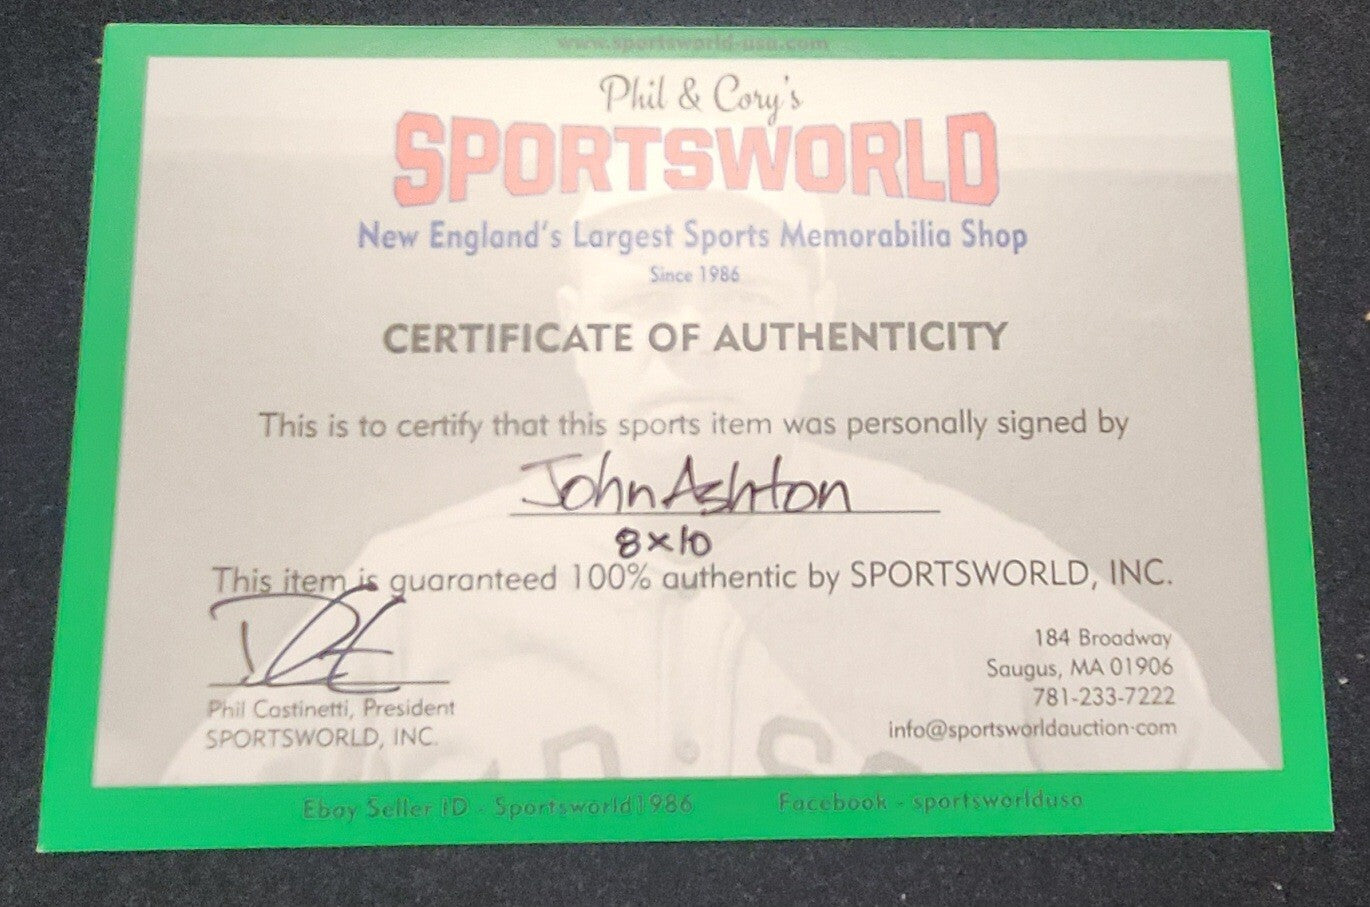 www.sportsworld-usa.com
Phil & Cory's
SPORTSWORLD
New England's Largest Sports Memorabilia Shop
Since 1986
CERTIFICATE OF AUTHENTICITY
This is to certify that this sports item was personally signed by
John Ashton
8x10
This item is guaranteed 100% authentic by SPORTSWORLD, INC.
184 Broadway
Saugus, MA 01906
781-233-7222
info@sportsworldauction.com
Phil Castinetti, President
SPORTSWORLD, INC.
Ebay Seller ID - Sportsworld1986
Facebook - sportsworldusa